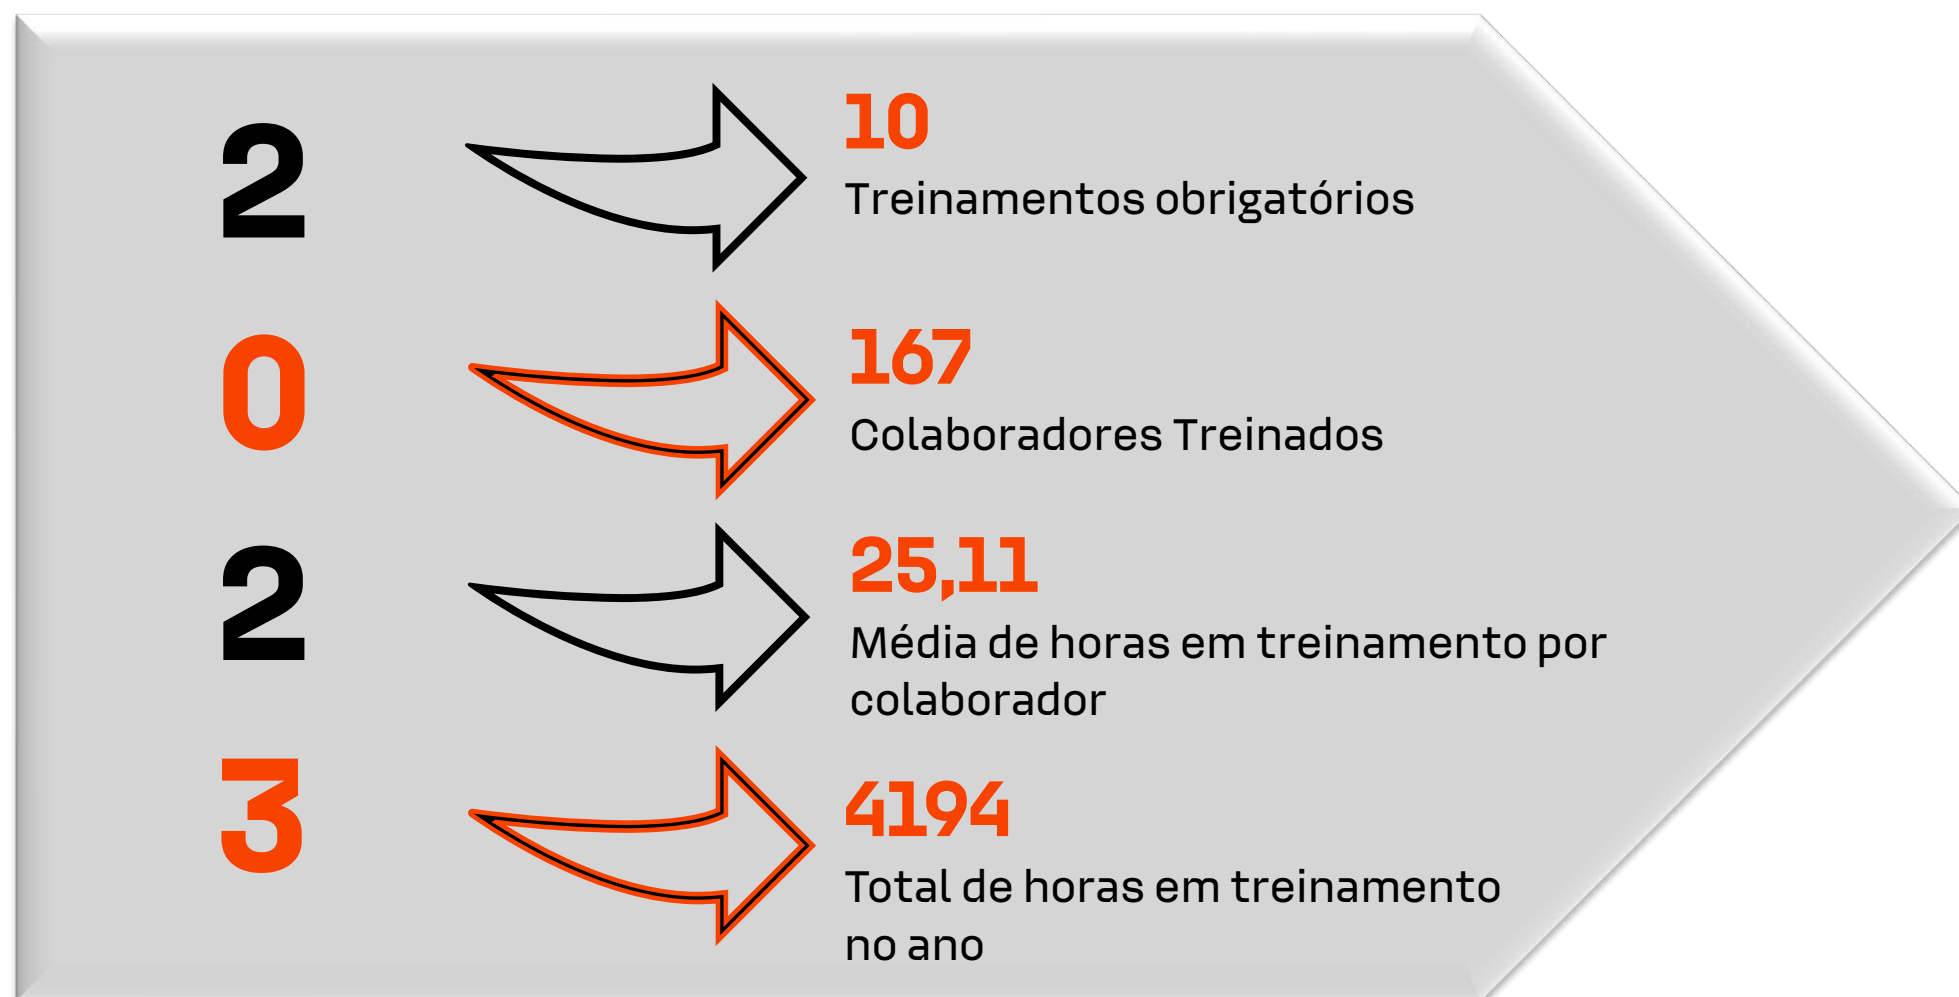 2
10
Treinamentos obrigatórios
0
167
Colaboradores Treinados
2
25,11
Média de horas em treinamento por
colaborador
3
4194
Total de horas em treinamento
no ano